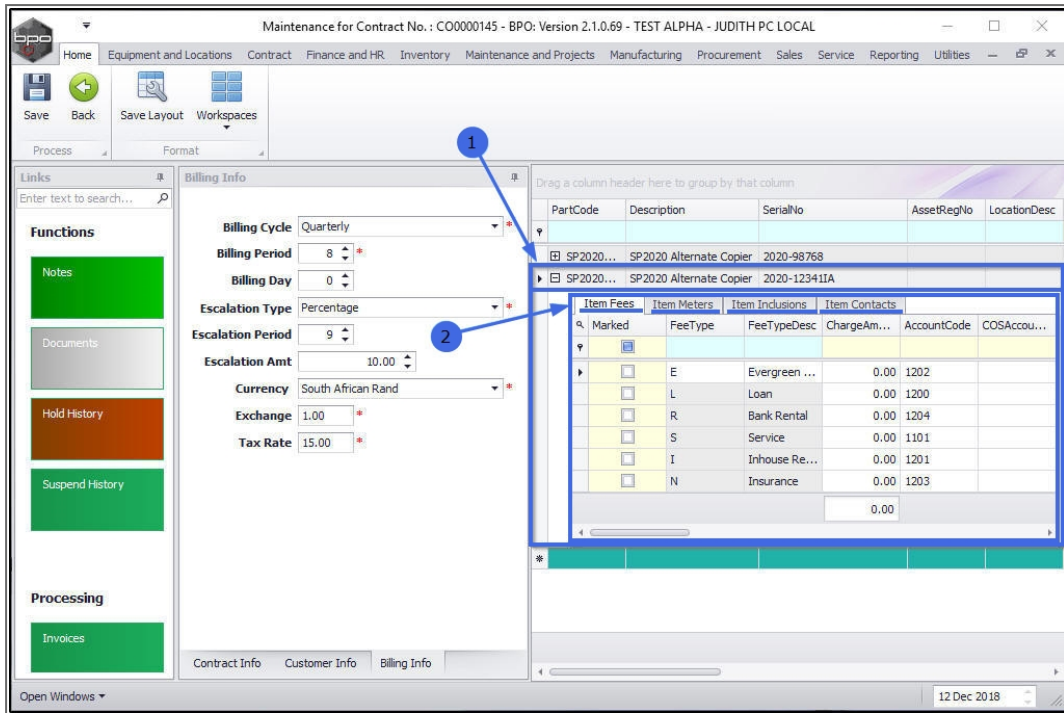 Maintenance for Contract No. : CO0000145 - BPO: Version 2.1.0.69 - TEST ALPHA - JUDITH PC LOCAL
bpo
Home Equipment and Locations Contract Finance and HR Inventory Maintenance and Projects Manufacturing Procurement Sales Service Reporting Utilities
Save Back Save Layout Workspaces
Process Format
1
Links
Enter text to search...
Functions
Notes
Documents
Hold History
Suspend History
Processing
Invoices
Billing Info
Billing Cycle Quarterly *
Billing Period 8 *
Billing Day 0
Escalation Type Percentage *
Escalation Period 9
Escalation Amt 10.00
Currency South African Rand *
Exchange 1.00 *
Tax Rate 15.00 *
Contract Info Customer Info Billing Info
Drag a column header here to group by that column
PartCode Description SerialNo AssetRegNo LocationDesc
SP2020... SP2020 Alternate Copier 2020-98768
SP2020... SP2020 Alternate Copier 2020-12341IA
2
Item Fees Item Meters Item Inclusions Item Contacts
Marked FeeType FeeTypeDesc ChargeAm... AccountCode COSAccou...
E Evergreen ... 0.00 1202
L Loan 0.00 1200
R Bank Rental 0.00 1204
S Service 0.00 1101
I Inhouse Re... 0.00 1201
N Insurance 0.00 1203
0.00
Open Windows
12 Dec 2018